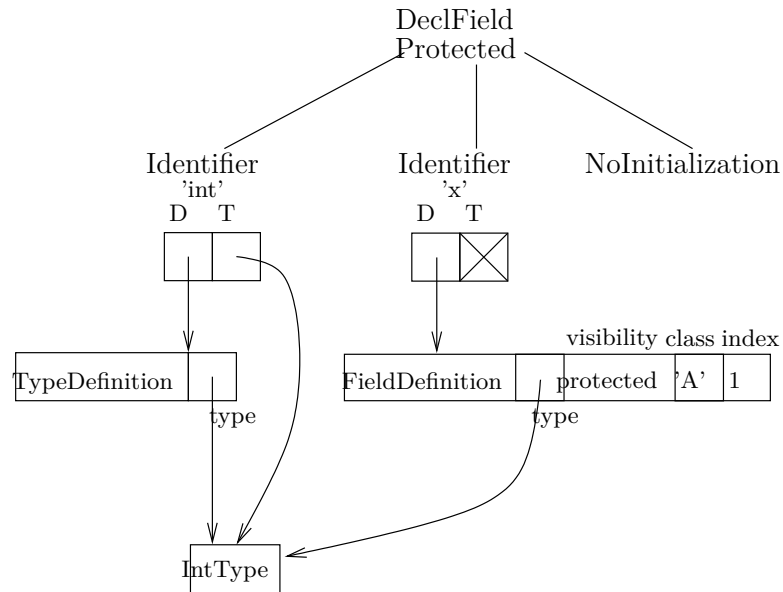 DeclField
Protected
Identifier Identifier NoInitialization
'int' 'x'
D T D T
visibility class index
TypeDefinition FieldDefinition protected 'A' 1
type type
IntType